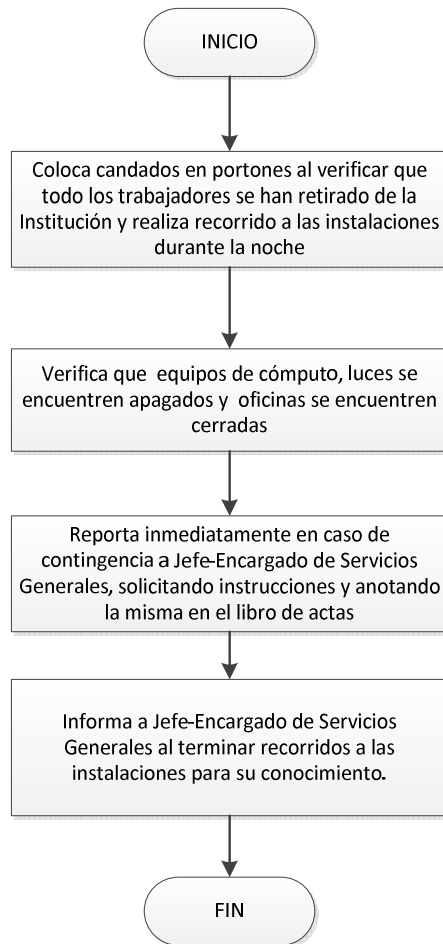 INICIO
Coloca candados en portones al verificar que
todo los trabajadores se han retirado de la
Institución y realiza recorrido a las instalaciones
durante la noche
Verifica que equipos de cómputo, luces se
encuentren apagados y oficinas se encuentren
cerradas
Reporta inmediatamente en caso de
contingencia a Jefe-Encargado de Servicios
Generales, solicitando instrucciones y anotando
la misma en el libro de actas
Informa a Jefe-Encargado de Servicios
Generales al terminar recorridos a las
instalaciones para su conocimiento.
FIN